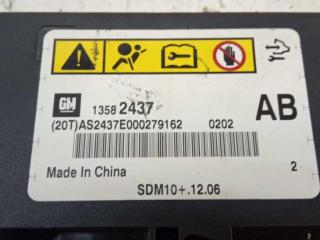 GM
1358 2437
AB
(20T)AS2437E000279162 0202
Made In China
2
SDM10+.12.06